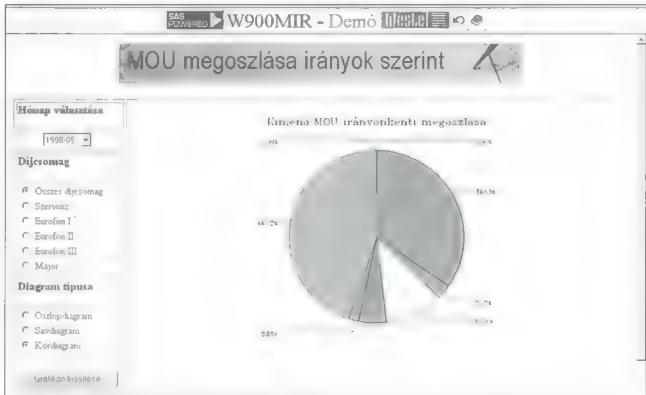 SAS POWERED W900MIR - Demó
MOU megoszlása irányok szerint
Hónap választása
Kimenő MOU irányonkénti megoszlása
1998-05
Díjcsomag
Összes díjcsomag
Szervusz
Eurofon I
Eurofon II
Eurofon III
Major
Diagram típusa
Oszlopdiagram
Sávdiagram
Kördiagram
Grafikon frissítése